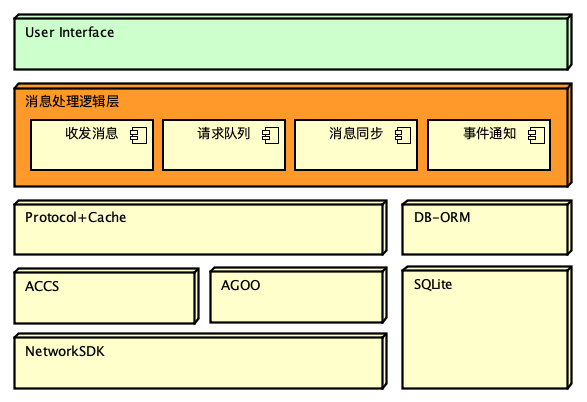 User Interface
消息处理逻辑层
收发消息
请求队列
消息同步
事件通知
Protocol+Cache
DB-ORM
ACCS
AGOO
SQLite
NetworkSDK